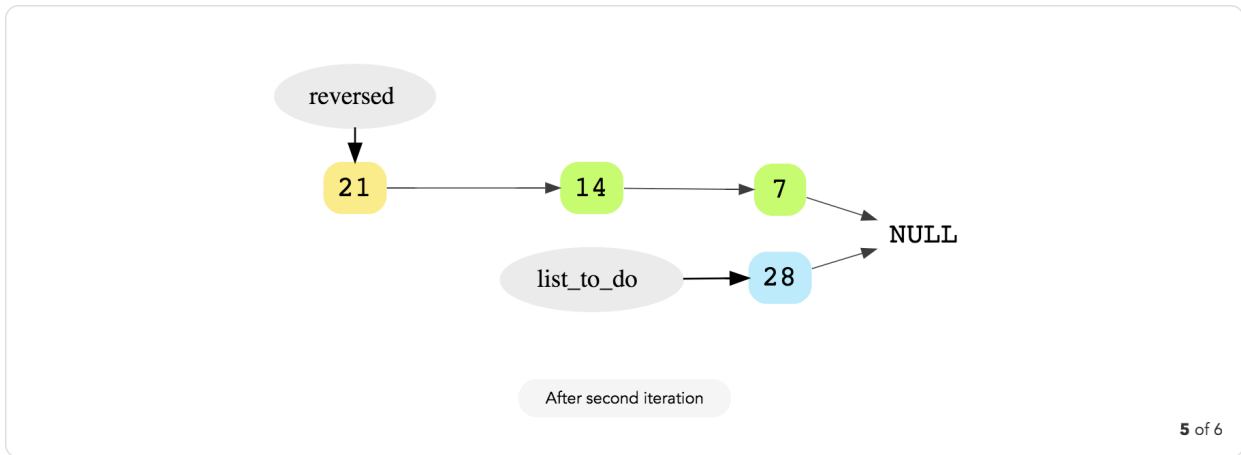 reversed
21
14
7
NULL
list_to_do
28
After second iteration
5 of 6